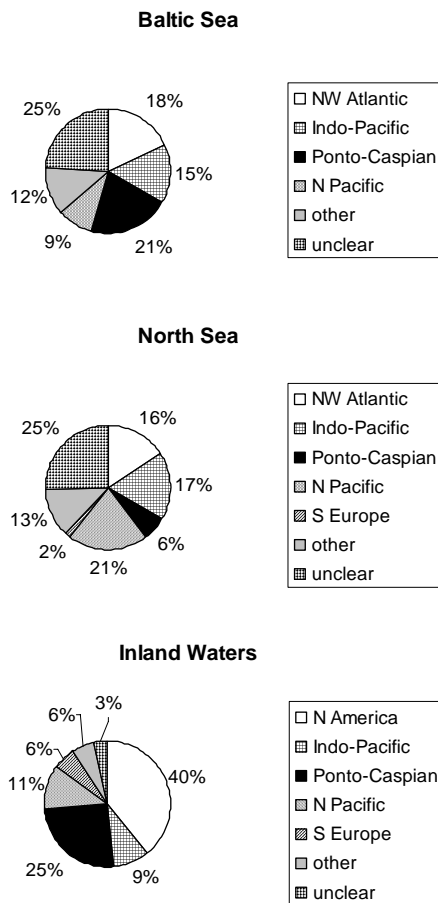 Baltic Sea
25%
18%
15%
12%
9%
21%
NW Atlantic
Indo-Pacific
Ponto-Caspian
N Pacific
other
unclear
North Sea
25%
16%
17%
13%
2%
6%
21%
NW Atlantic
Indo-Pacific
Ponto-Caspian
N Pacific
S Europe
other
unclear
Inland Waters
3%
6%
6%
40%
11%
25%
9%
N America
Indo-Pacific
Ponto-Caspian
N Pacific
S Europe
other
unclear